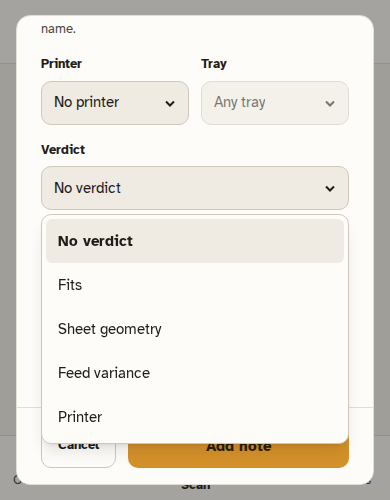 name.
Printer Tray
No printer Any tray
Verdict
No verdict
No verdict
Fits
Sheet geometry
Feed variance
Printer
Cancel Add note
Scan